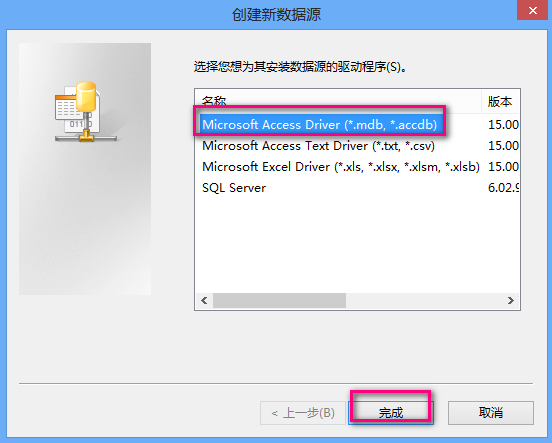 创建新数据源
选择您想为其安装数据源的驱动程序(S)。
名称 版本
Microsoft Access Driver (*.mdb, *.accdb) 15.00
Microsoft Access Text Driver (*.txt, *.csv) 15.00
Microsoft Excel Driver (*.xls, *.xlsx, *.xlsm, *.xlsb) 15.00
SQL Server 6.02.9
< 上一步(B) 完成 取消